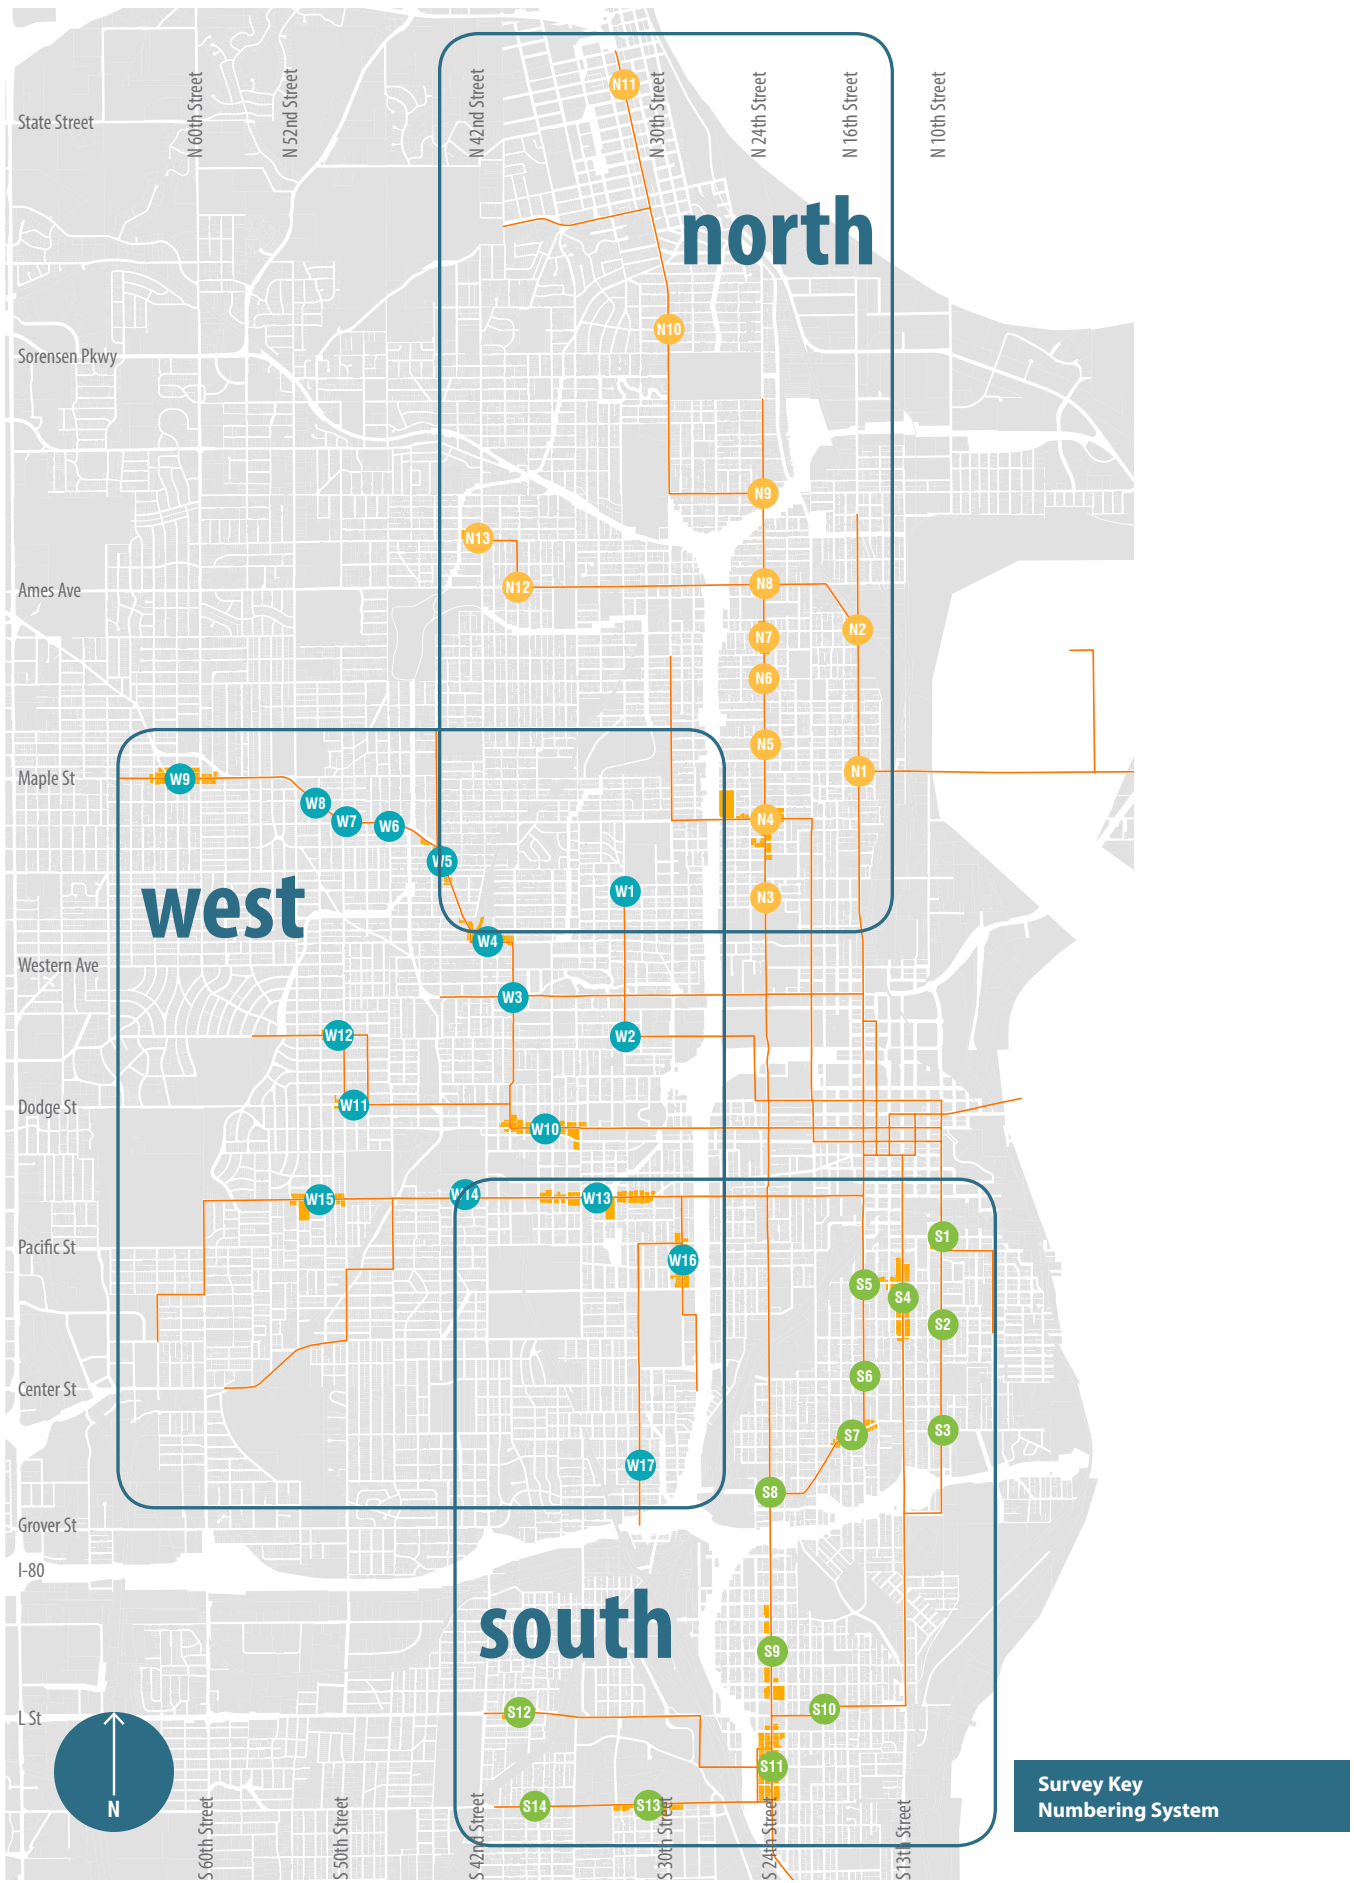 N 60th Street
N 52nd Street
N 42nd Street
N 30th Street
N 24th Street
N 16th Street
N 10th Street
N11
State Street
north
N10
Sorensen Pkwy
N9
N13
Ames Ave
N12
N8
N2
N7
N6
N5
Maple St
W9
N1
W8
W7
W6
N4
W5
W1
N3
west
W4
Western Ave
W3
W12
W2
Dodge St
W11
W10
W15
W14
W13
Pacific St
S1
W16
S5
S4
S2
Center St
S6
S7
S3
W17
S8
Grover St
I-80
south
S9
L St
S12
S10
S11
N
S14
S13
S 60th Street
S 50th Street
S 42nd Street
S 30th Street
S 24th Street
S13th Street
Survey Key
Numbering System